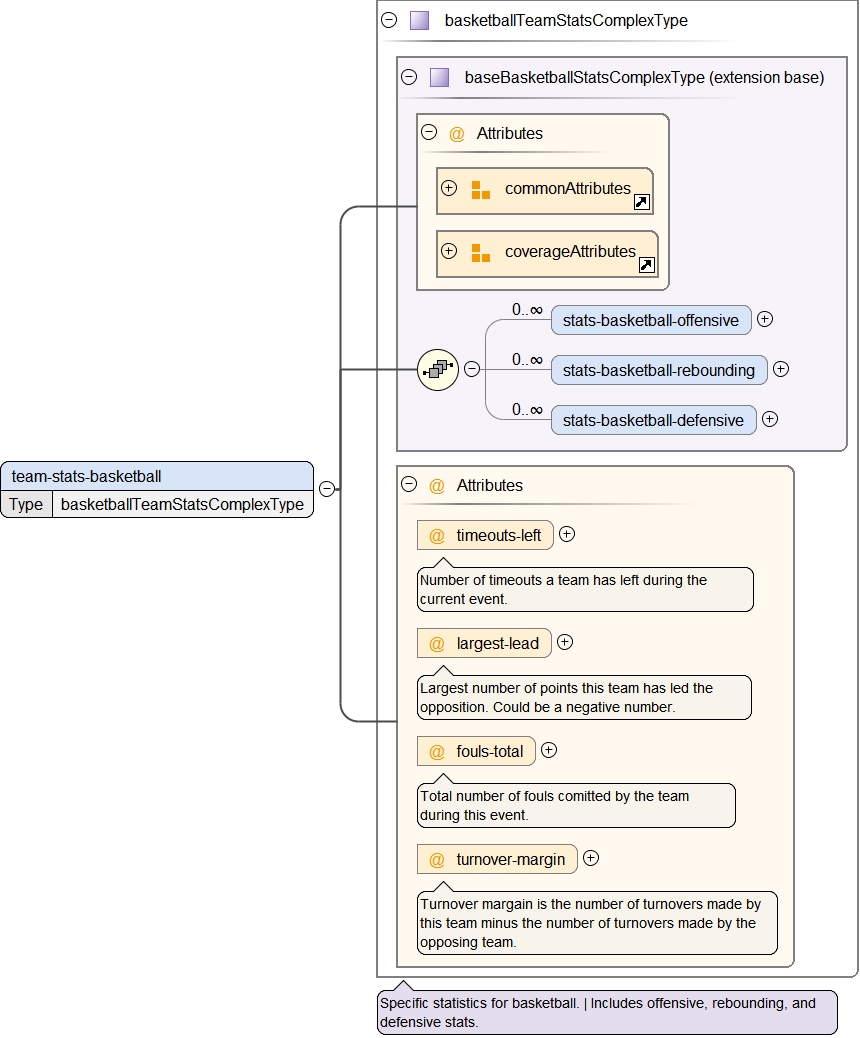 basketballTeamStatsComplexType
baseBasketballStatsComplexType (extension base)
@ Attributes
commonAttributes
coverageAttributes
0..∞
stats-basketball-offensive
0..∞
stats-basketball-rebounding
0..∞
stats-basketball-defensive
team-stats-basketball
Type basketballTeamStatsComplexType
@ Attributes
@ timeouts-left
Number of timeouts a team has left during the
current event.
@ largest-lead
Largest number of points this team has led the
opposition. Could be a negative number.
@ fouls-total
Total number of fouls comitted by the team
during this event.
@ turnover-margin
Turnover margain is the number of turnovers made by
this team minus the number of turnovers made by the
opposing team.
Specific statistics for basketball. | Includes offensive, rebounding, and
defensive stats.